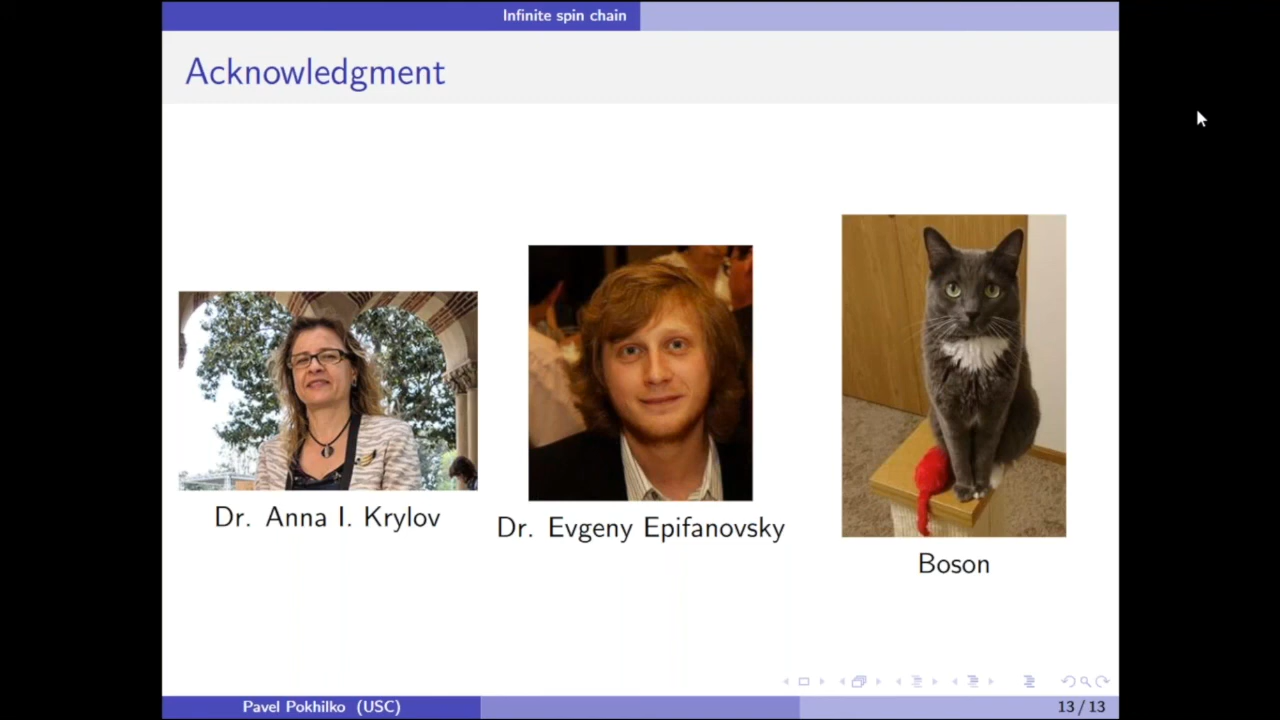 Infinite spin chain
Acknowledgment
Dr. Anna I. Krylov
Dr. Evgeny Epifanovsky
Boson
Pavel Pokhilko (USC)
13 / 13